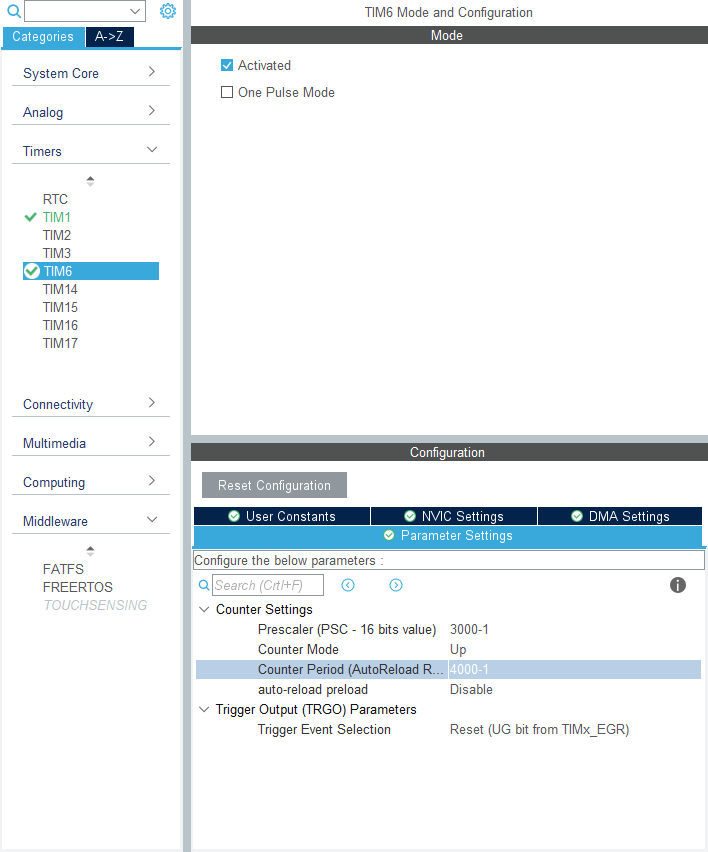 Categories A->Z
System Core
Analog
Timers
RTC
TIM1
TIM2
TIM3
TIM6
TIM14
TIM15
TIM16
TIM17
Connectivity
Multimedia
Computing
Middleware
FATFS
FREERTOS
TOUCHSENSING
TIM6 Mode and Configuration
Mode
Activated
One Pulse Mode
Configuration
Reset Configuration
User Constants NVIC Settings DMA Settings
Parameter Settings
Configure the below parameters :
Search (Crtl+F)
Counter Settings
Prescaler (PSC - 16 bits value) 3000-1
Counter Mode Up
Counter Period (AutoReload R... 4000-1
auto-reload preload Disable
Trigger Output (TRGO) Parameters
Trigger Event Selection Reset (UG bit from TIMx_EGR)